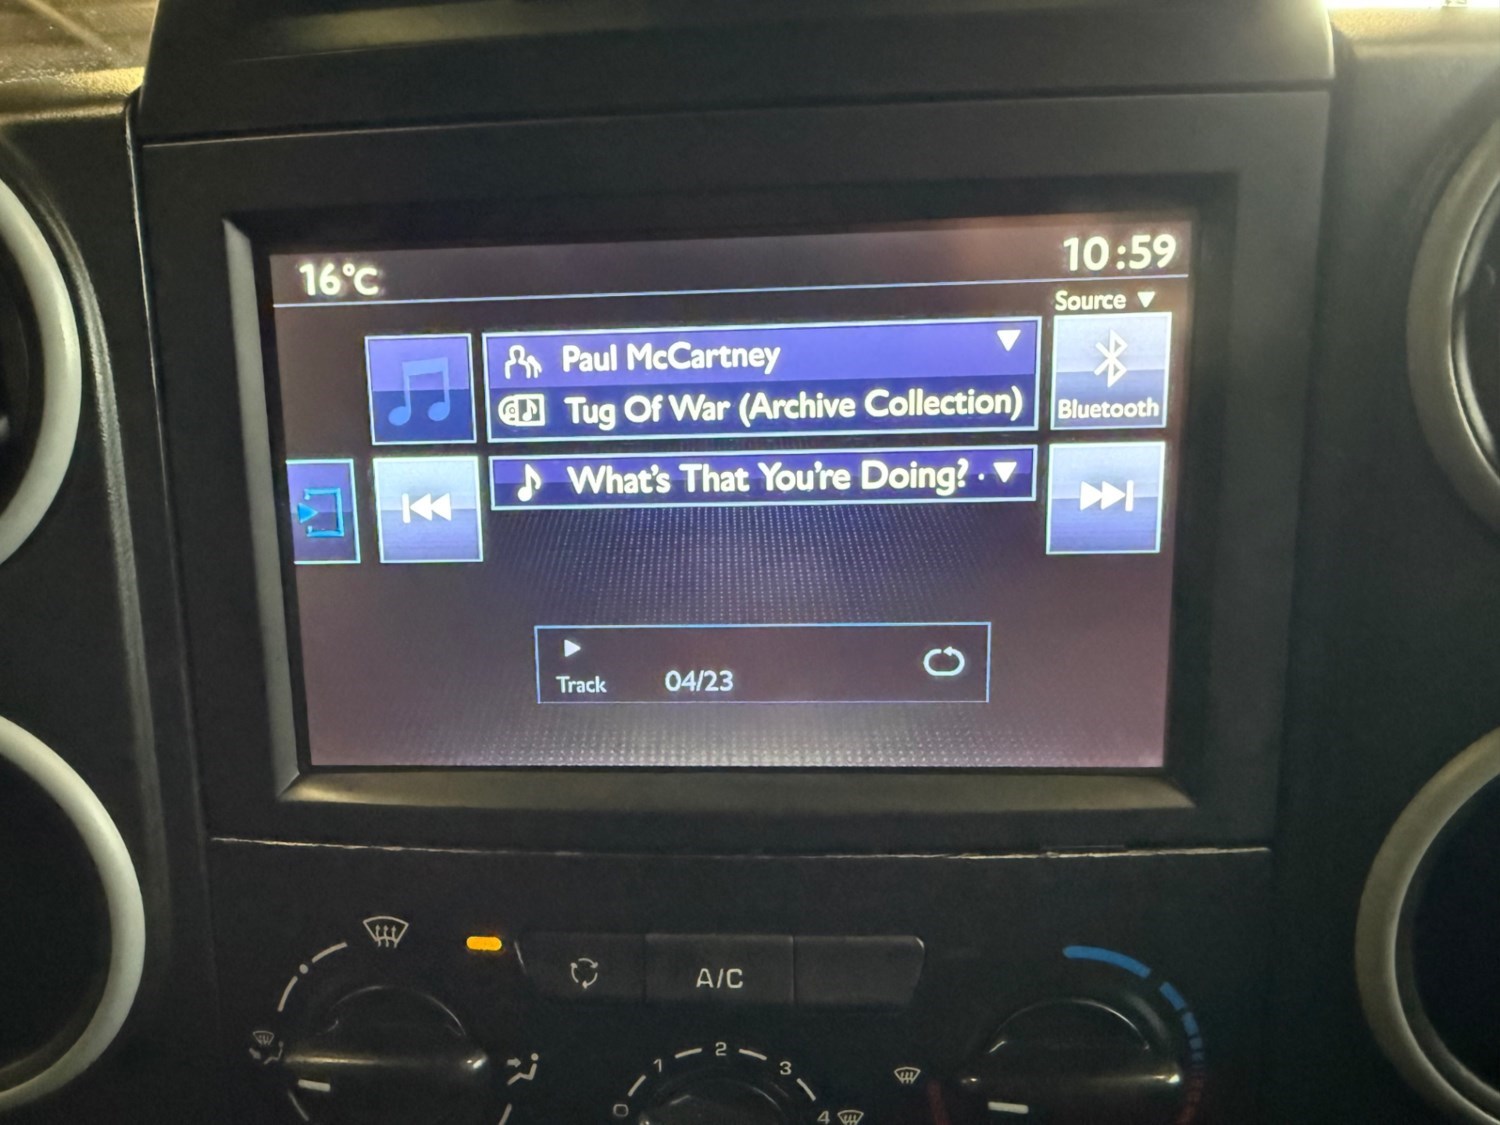 16°C
10:59
Source
Paul McCartney
Tug Of War (Archive Collection)
Bluetooth
What's That You're Doing? ·
Track 04/23
A/C
0 1 2 3 4